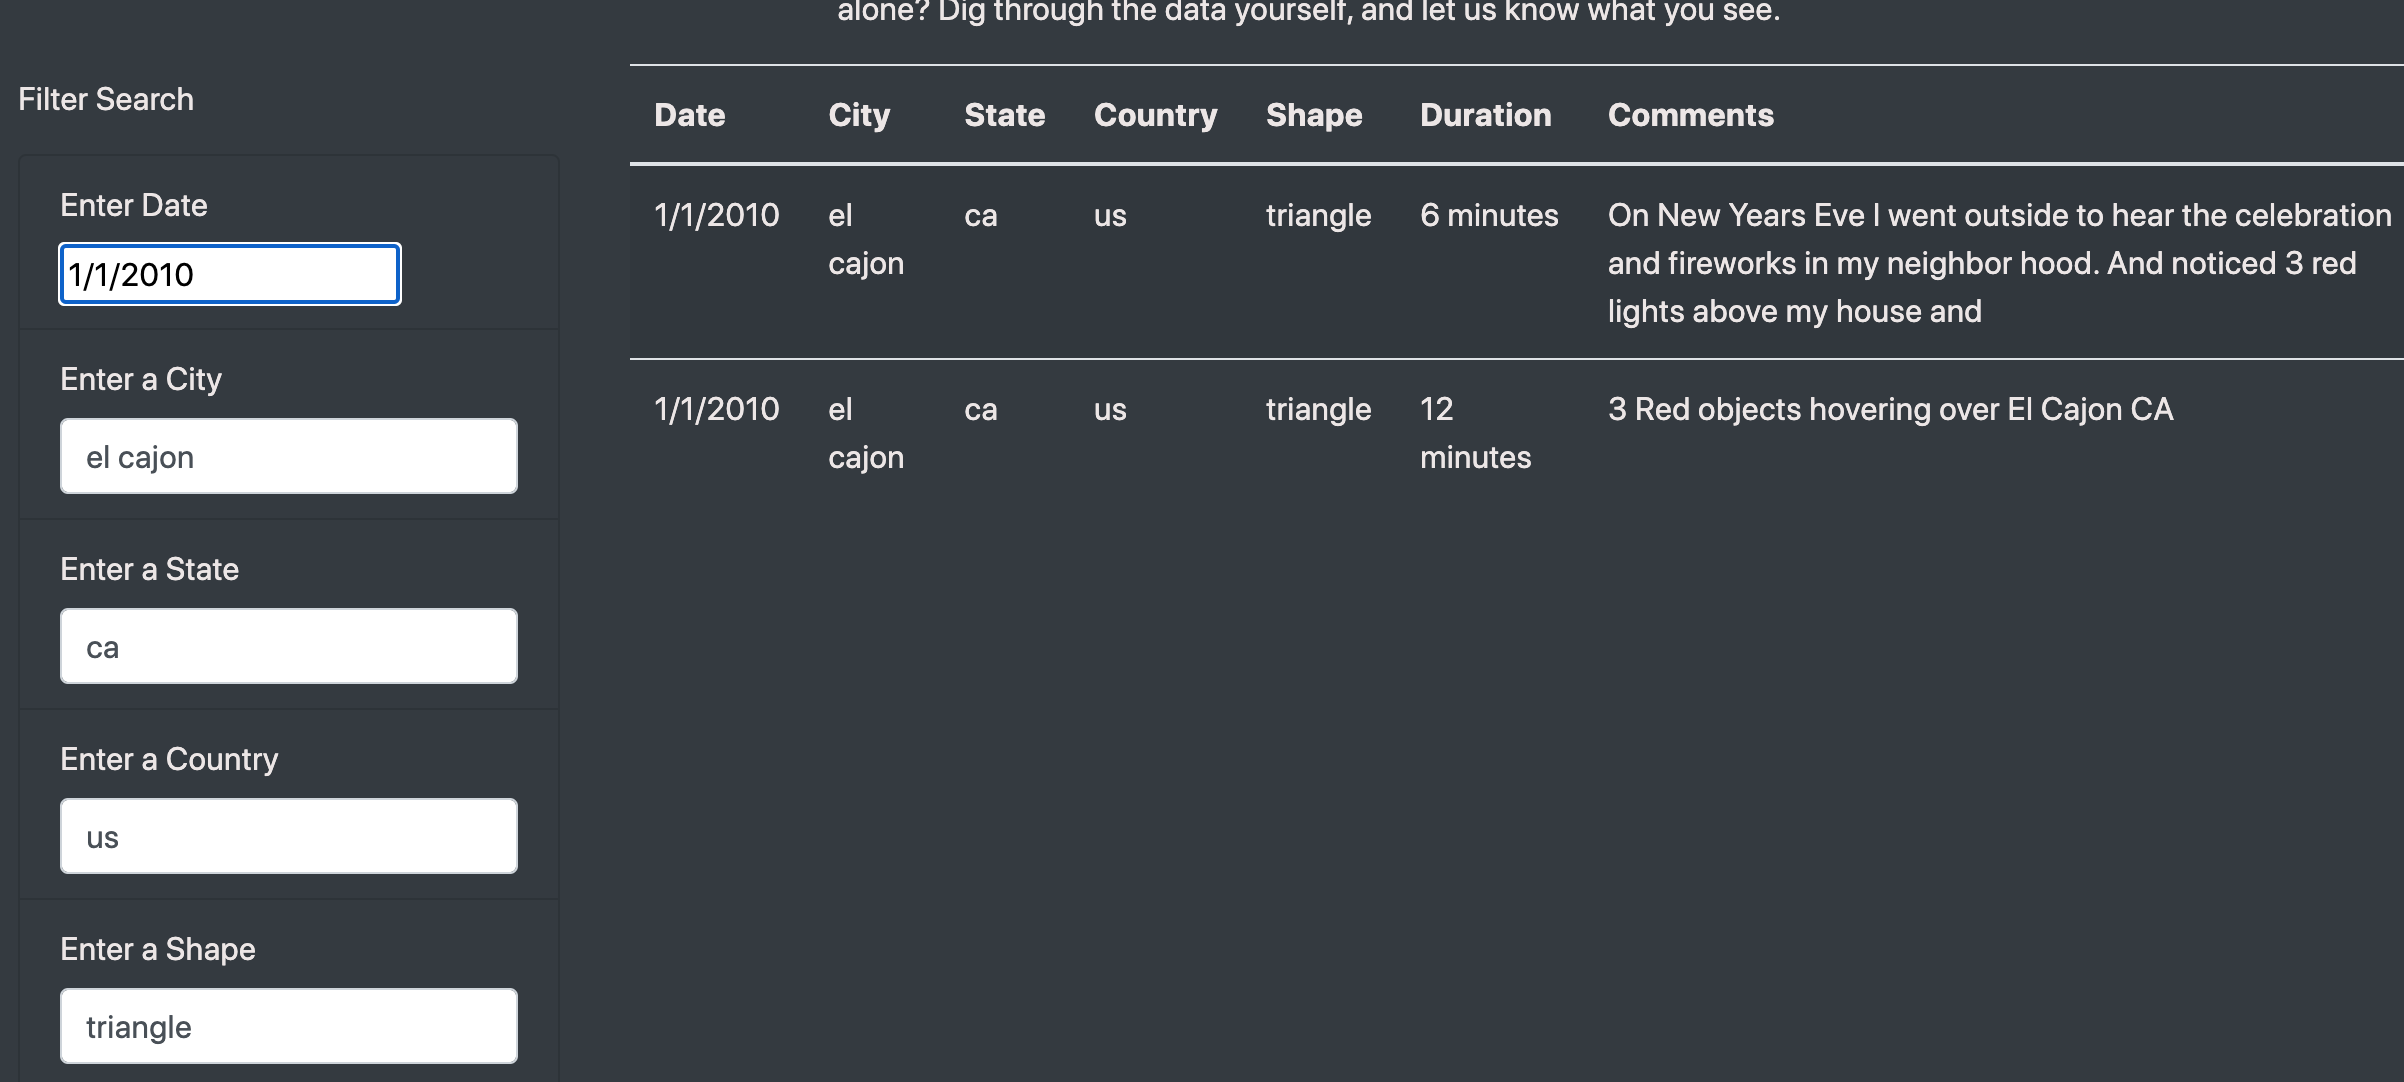 alone? Dig through the data yourself, and let us know what you see.
Filter Search
Enter Date
1/1/2010
Enter a City
el cajon
Enter a State
ca
Enter a Country
us
Enter a Shape
triangle
Date City State Country Shape Duration Comments
1/1/2010 el ca us triangle 6 minutes On New Years Eve I went outside to hear the celebration
cajon and fireworks in my neighbor hood. And noticed 3 red
lights above my house and
1/1/2010 el ca us triangle 12 3 Red objects hovering over El Cajon CA
cajon minutes